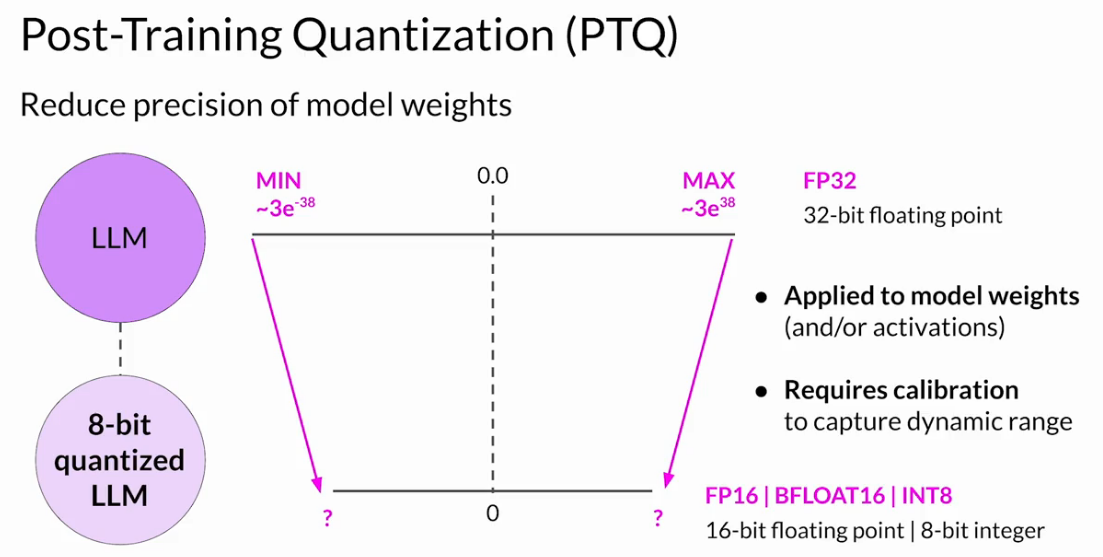 Post-Training Quantization (PTQ)
Reduce precision of model weights
LLM
8-bit
quantized
LLM
MIN
~3e-38
0.0
MAX
~3e38
FP32
32-bit floating point
● Applied to model weights
(and/or activations)
● Requires calibration
to capture dynamic range
?
0
?
FP16 | BFLOAT16 | INT8
16-bit floating point | 8-bit integer